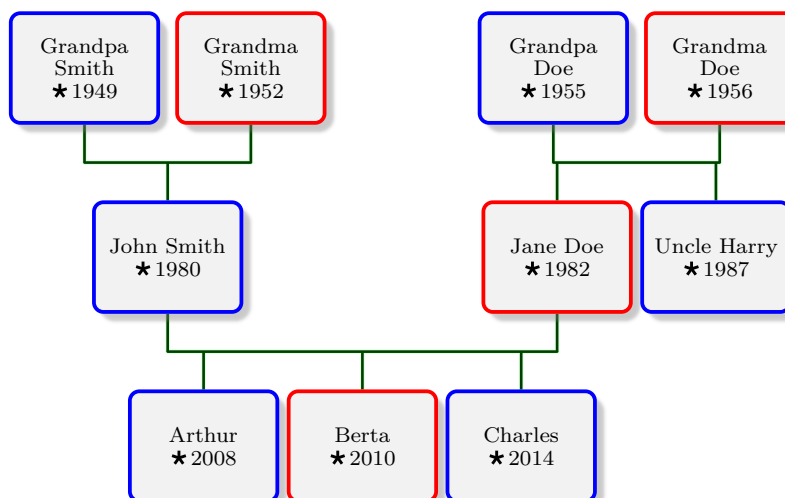 Grandpa
Smith
★1949
Grandma
Smith
★1952
Grandpa
Doe
★1955
Grandma
Doe
★1956
John Smith
★1980
Jane Doe
★1982
Uncle Harry
★1987
Arthur
★2008
Berta
★2010
Charles
★2014